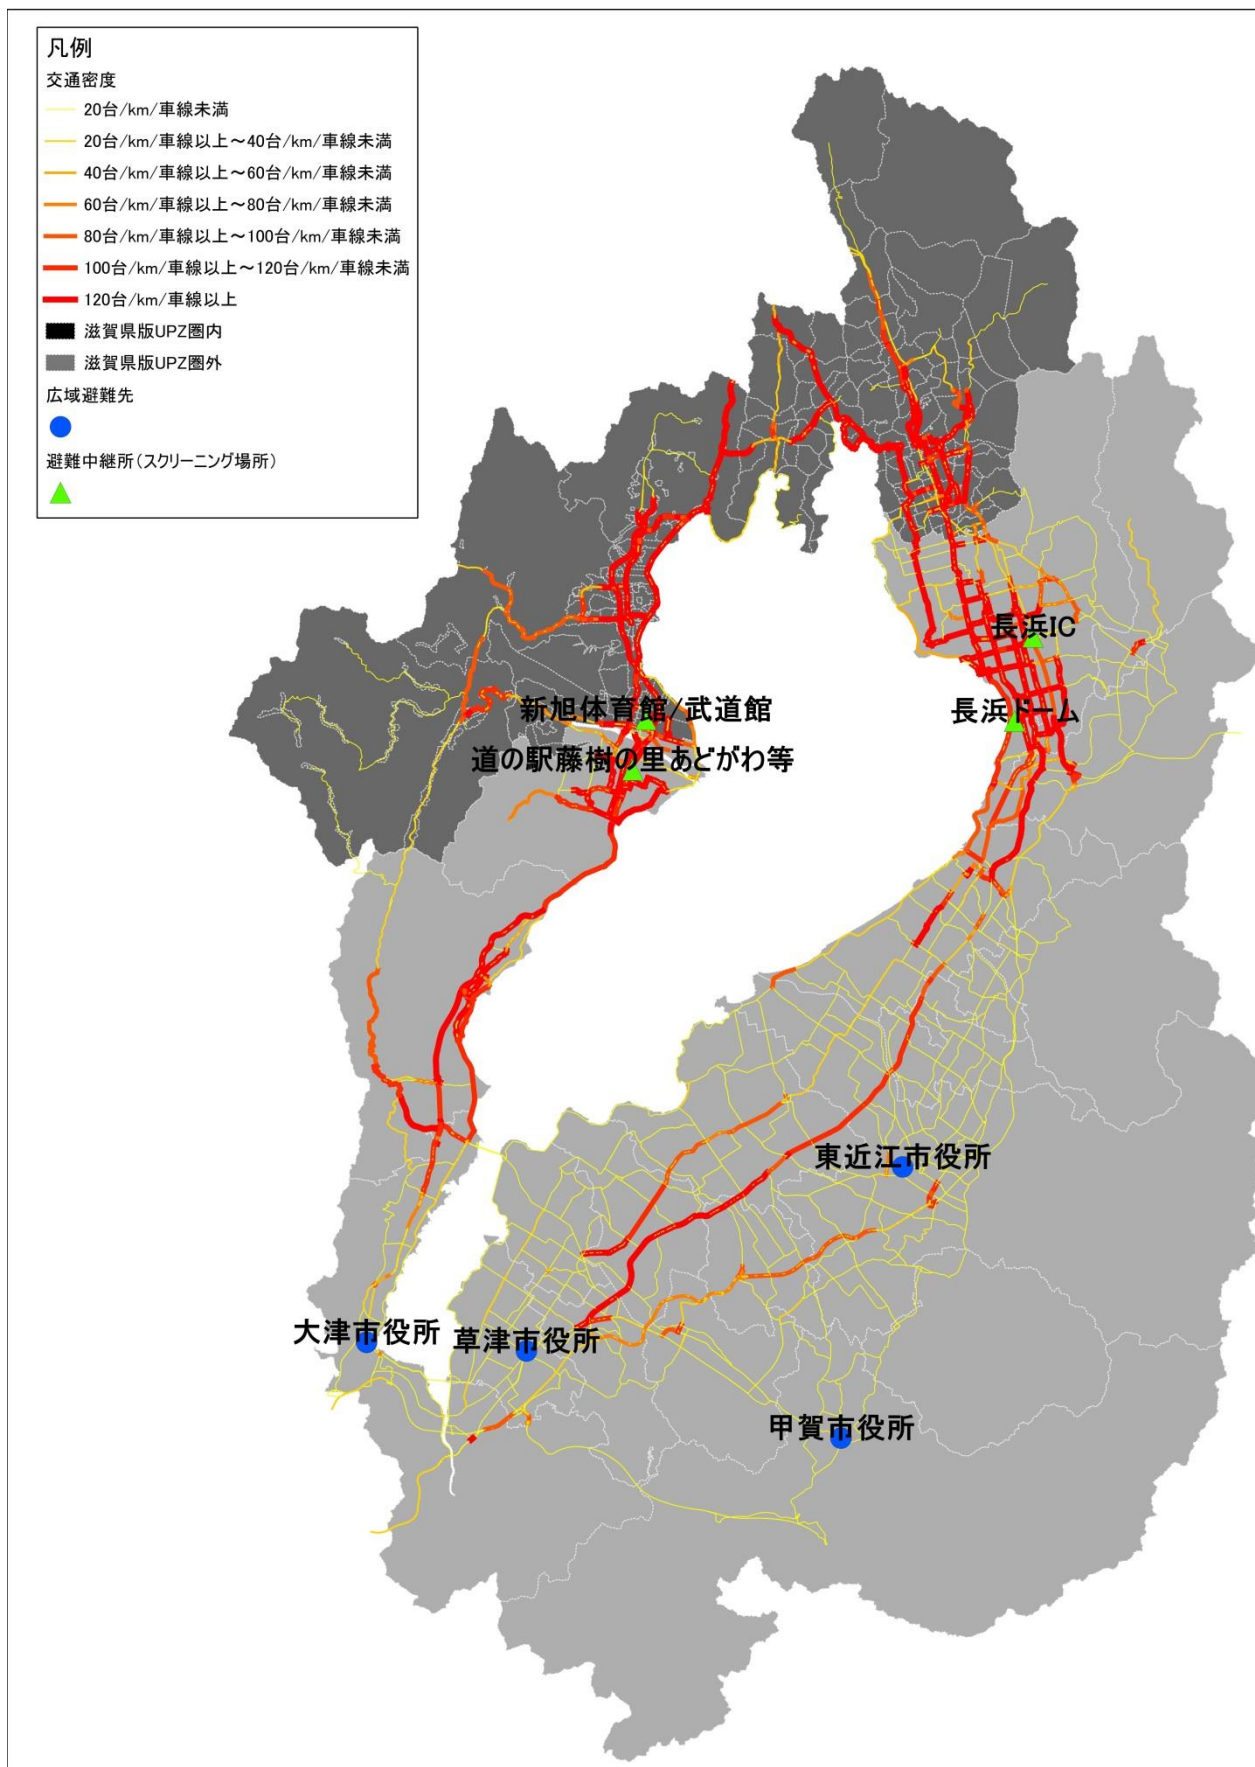 凡例
交通密度
20台/km/車線未満
20台/km/車線以上～40台/km/車線未満
40台/km/車線以上～60台/km/車線未満
60台/km/車線以上～80台/km/車線未満
80台/km/車線以上～100台/km/車線未満
100台/km/車線以上～120台/km/車線未満
120台/km/車線以上
滋賀県版UPZ圏内
滋賀県版UPZ圏外
広域避難先
避難中継所(スクリーニング場所)
長浜IC
長浜ドーム
新旭体育館/武道館
道の駅藤樹の里あどがわ等
東近江市役所
大津市役所
草津市役所
甲賀市役所